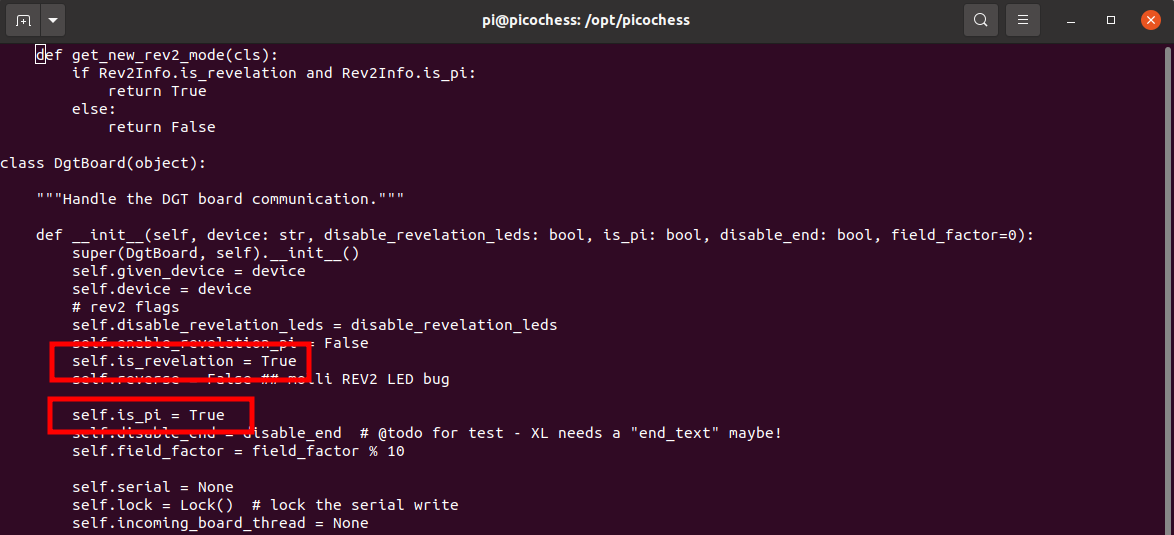 pi@picochess: /opt/picochess
def get_new_rev2_mode(cls):
if Rev2Info.is_revelation and Rev2Info.is_pi:
return True
else:
return False
class DgtBoard(object):
"""Handle the DGT board communication."""
def __init__(self, device: str, disable_revelation_leds: bool, is_pi: bool, disable_end: bool, field_factor=0):
super(DgtBoard, self).__init__()
self.given_device = device
self.device = device
# rev2 flags
self.disable_revelation_leds = disable_revelation_leds
self.enable_revelation_pi = False
self.is_revelation = True
self.reverse = False ## molli REV2 LED bug
self.is_pi = True
self.disable_end = disable_end  # @todo for test - XL needs a "end_text" maybe!
self.field_factor = field_factor % 10
self.serial = None
self.lock = Lock()  # lock the serial write
self.incoming_board_thread = None